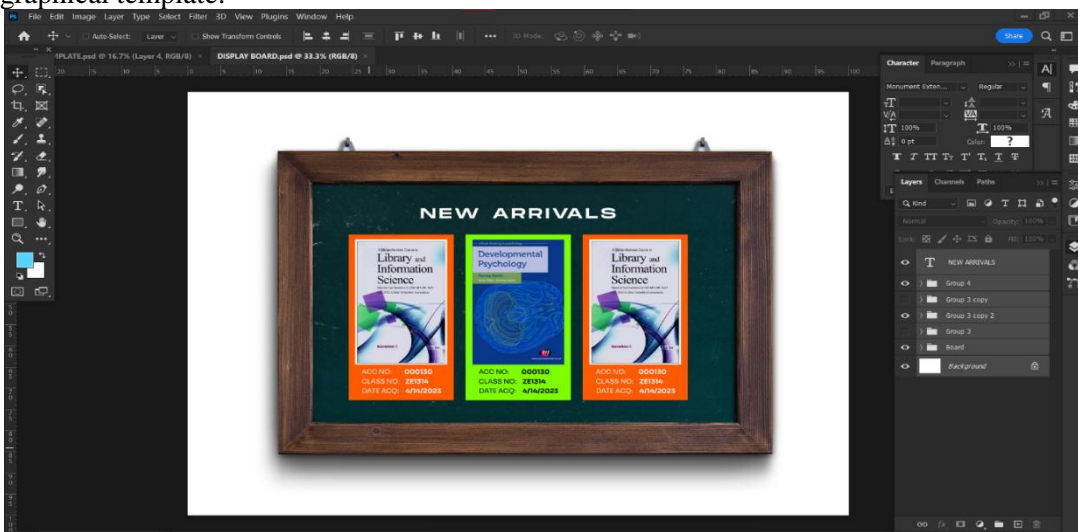 graphical template.
File Edit Image Layer Type Select Filter 3D View Plugins Window Help
Auto-Select: Layer Show Transform Controls 3D Mode: Share
MPLATE.psd @ 16.7% (Layer 4, RGB/8) × DISPLAY BOARD.psd @ 33.3% (RGB/8) ×
Character Paragraph
Monument Exten... Regular
100% 100%
0 pt Color: ?
Layers Channels Paths
Kind
Normal Opacity: 100%
Lock: Fill: 100%
NEW ARRIVALS
Group 4
Group 3 copy
Group 3 copy 2
Group 3
Board
Background
NEW ARRIVALS
Library and
Information
Science
Developmental
Psychology
Library and
Information
Science
ACC NO: 000130
CLASS NO: ZE1314
DATE ACQ: 4/14/2023
ACC NO: 000130
CLASS NO: ZE1314
DATE ACQ: 4/14/2023
ACC NO: 000130
CLASS NO: ZE1314
DATE ACQ: 4/14/2023